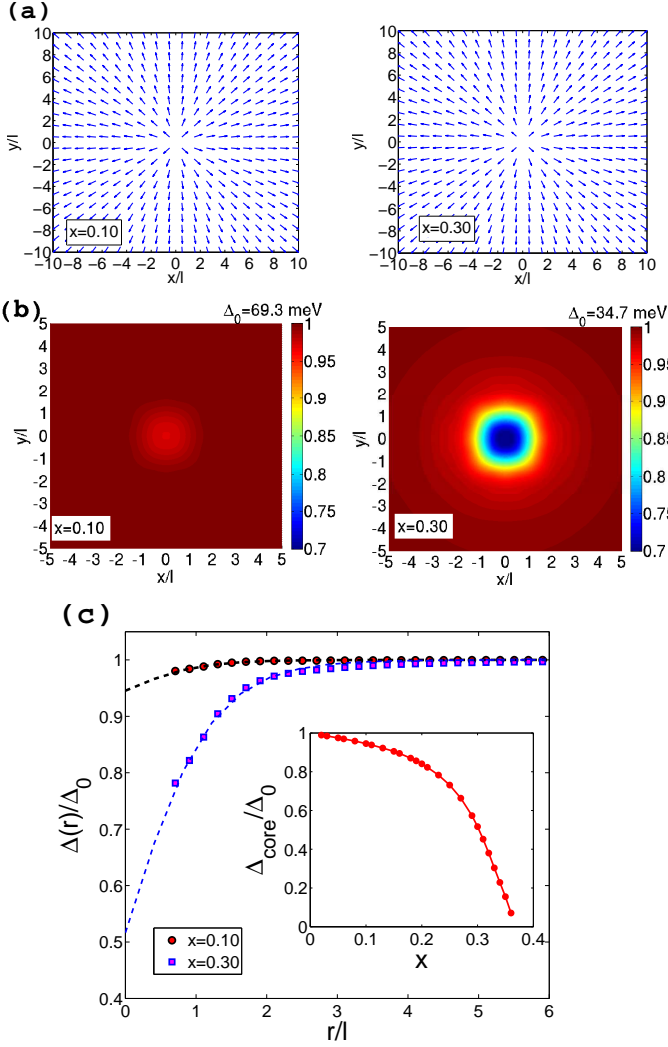 (a)
10
8
6
4
2
0
−2
−4
−6
−8
−10
y/l
x=0.10
−10 −8 −6 −4 −2 0 2 4 6 8 10
x/l
10
8
6
4
2
0
−2
−4
−6
−8
−10
y/l
x=0.30
−10 −8 −6 −4 −2 0 2 4 6 8 10
x/l
(b)
Δ0=69.3 meV
5
4
3
2
1
0
-1
-2
-3
-4
-5
y/l
x=0.10
-5 -4 -3 -2 -1 0 1 2 3 4 5
x/l
1
0.95
0.9
0.85
0.8
0.75
0.7
Δ0=34.7 meV
5
4
3
2
1
0
-1
-2
-3
-4
-5
y/l
x=0.30
-5 -4 -3 -2 -1 0 1 2 3 4 5
x/l
1
0.95
0.9
0.85
0.8
0.75
0.7
(c)
1
0.9
0.8
0.7
0.6
0.5
0.4
Δ(r)/Δ0
x=0.10
x=0.30
0 1 2 3 4 5 6
r/l
1
0.8
0.6
0.4
0.2
0
Δcore/Δ0
0 0.1 0.2 0.3 0.4
x